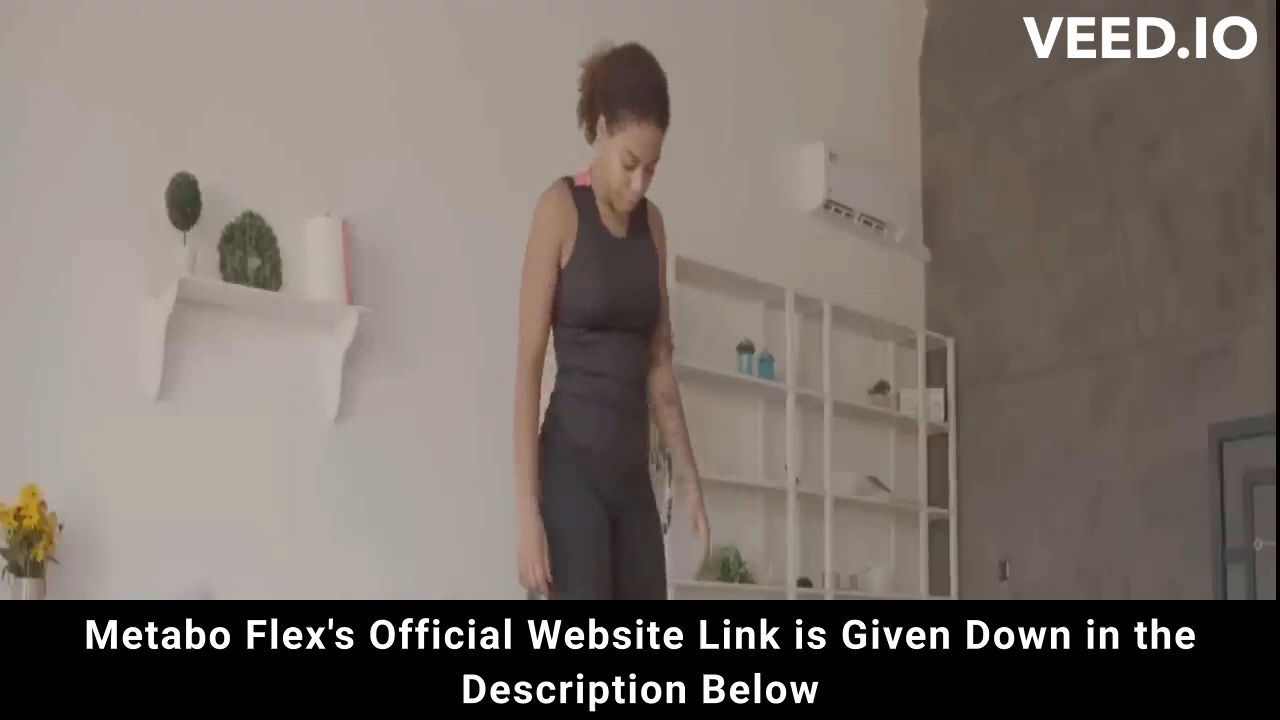 VEED.IO
Metabo Flex's Official Website Link is Given Down in the
Description Below